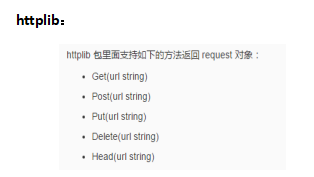 httplib：
httplib 包里面支持如下的方法返回 request 对象：
• Get(url string)
• Post(url string)
• Put(url string)
• Delete(url string)
• Head(url string)